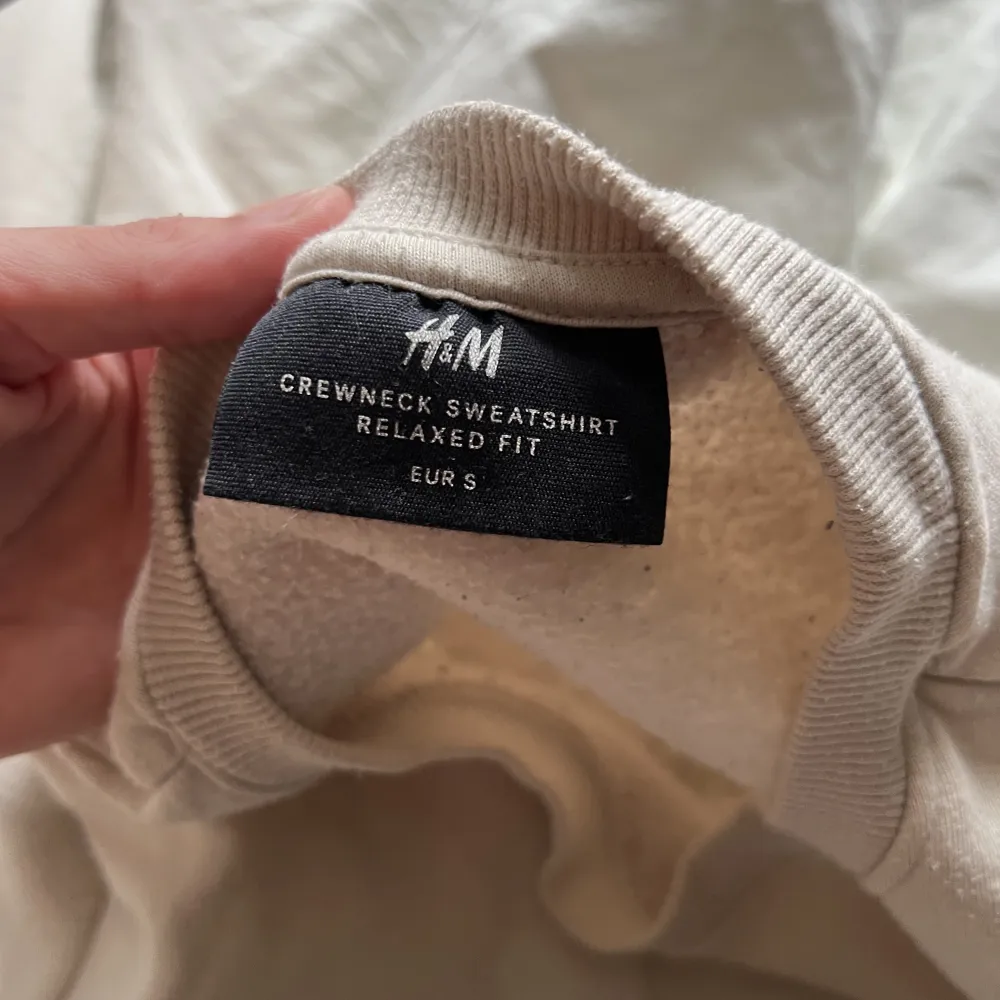 H&M
CREWNECK SWEATSHIRT
RELAXED FIT
EUR S